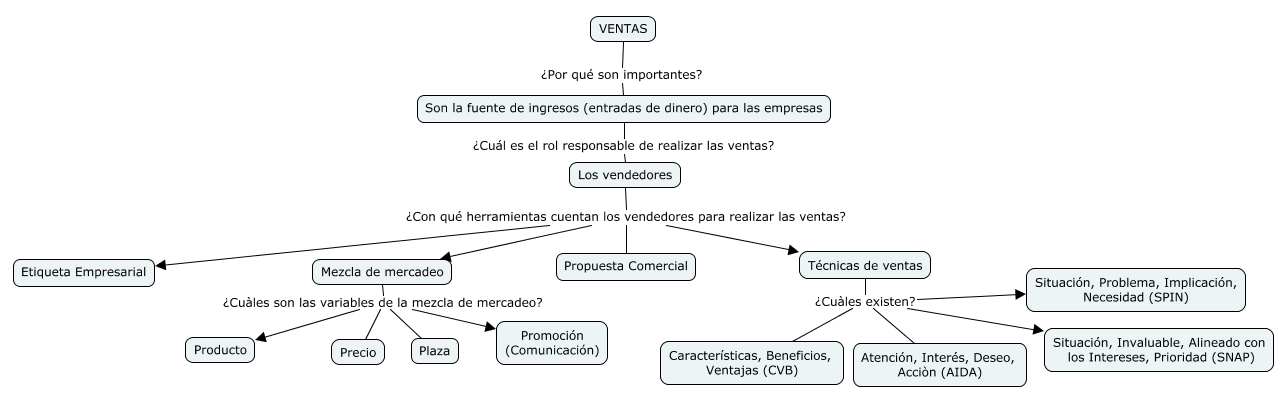 VENTAS
¿Por qué son importantes?
Son la fuente de ingresos (entradas de dinero) para las empresas
¿Cuál es el rol responsable de realizar las ventas?
Los vendedores
¿Con qué herramientas cuentan los vendedores para realizar las ventas?
Etiqueta Empresarial
Mezcla de mercadeo
Propuesta Comercial
Técnicas de ventas
¿Cuàles son las variables de la mezcla de mercadeo?
Producto
Precio
Plaza
Promoción
(Comunicación)
¿Cuàles existen?
Situación, Problema, Implicación,
Necesidad (SPIN)
Características, Beneficios,
Ventajas (CVB)
Atención, Interés, Deseo,
Acciòn (AIDA)
Situación, Invaluable, Alineado con
los Intereses, Prioridad (SNAP)